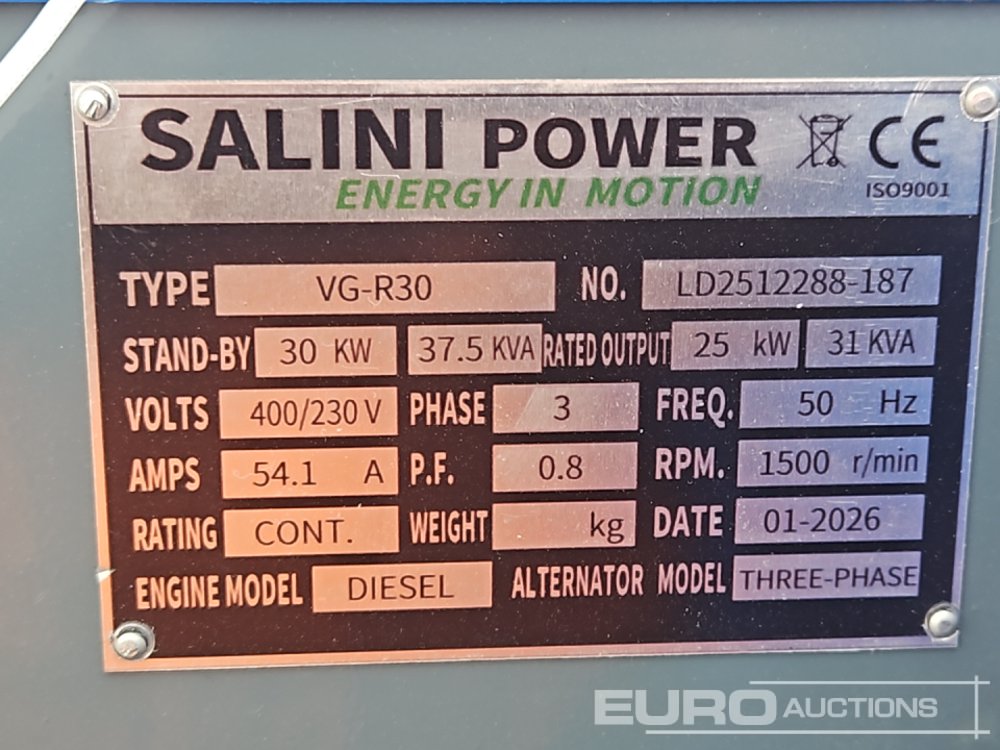 SALINI POWER CE
ENERGY IN MOTION ISO9001
TYPE VG-R30 NO. LD2512288-187
STAND-BY 30 KW 37.5 KVA RATED OUTPUT 25 kW 31 KVA
VOLTS 400/230 V PHASE 3 FREQ. 50 Hz
AMPS 54.1 A P.F. 0.8 RPM. 1500 r/min
RATING CONT. WEIGHT kg DATE 01-2026
ENGINE MODEL DIESEL ALTERNATOR MODEL THREE-PHASE
EURO AUCTIONS